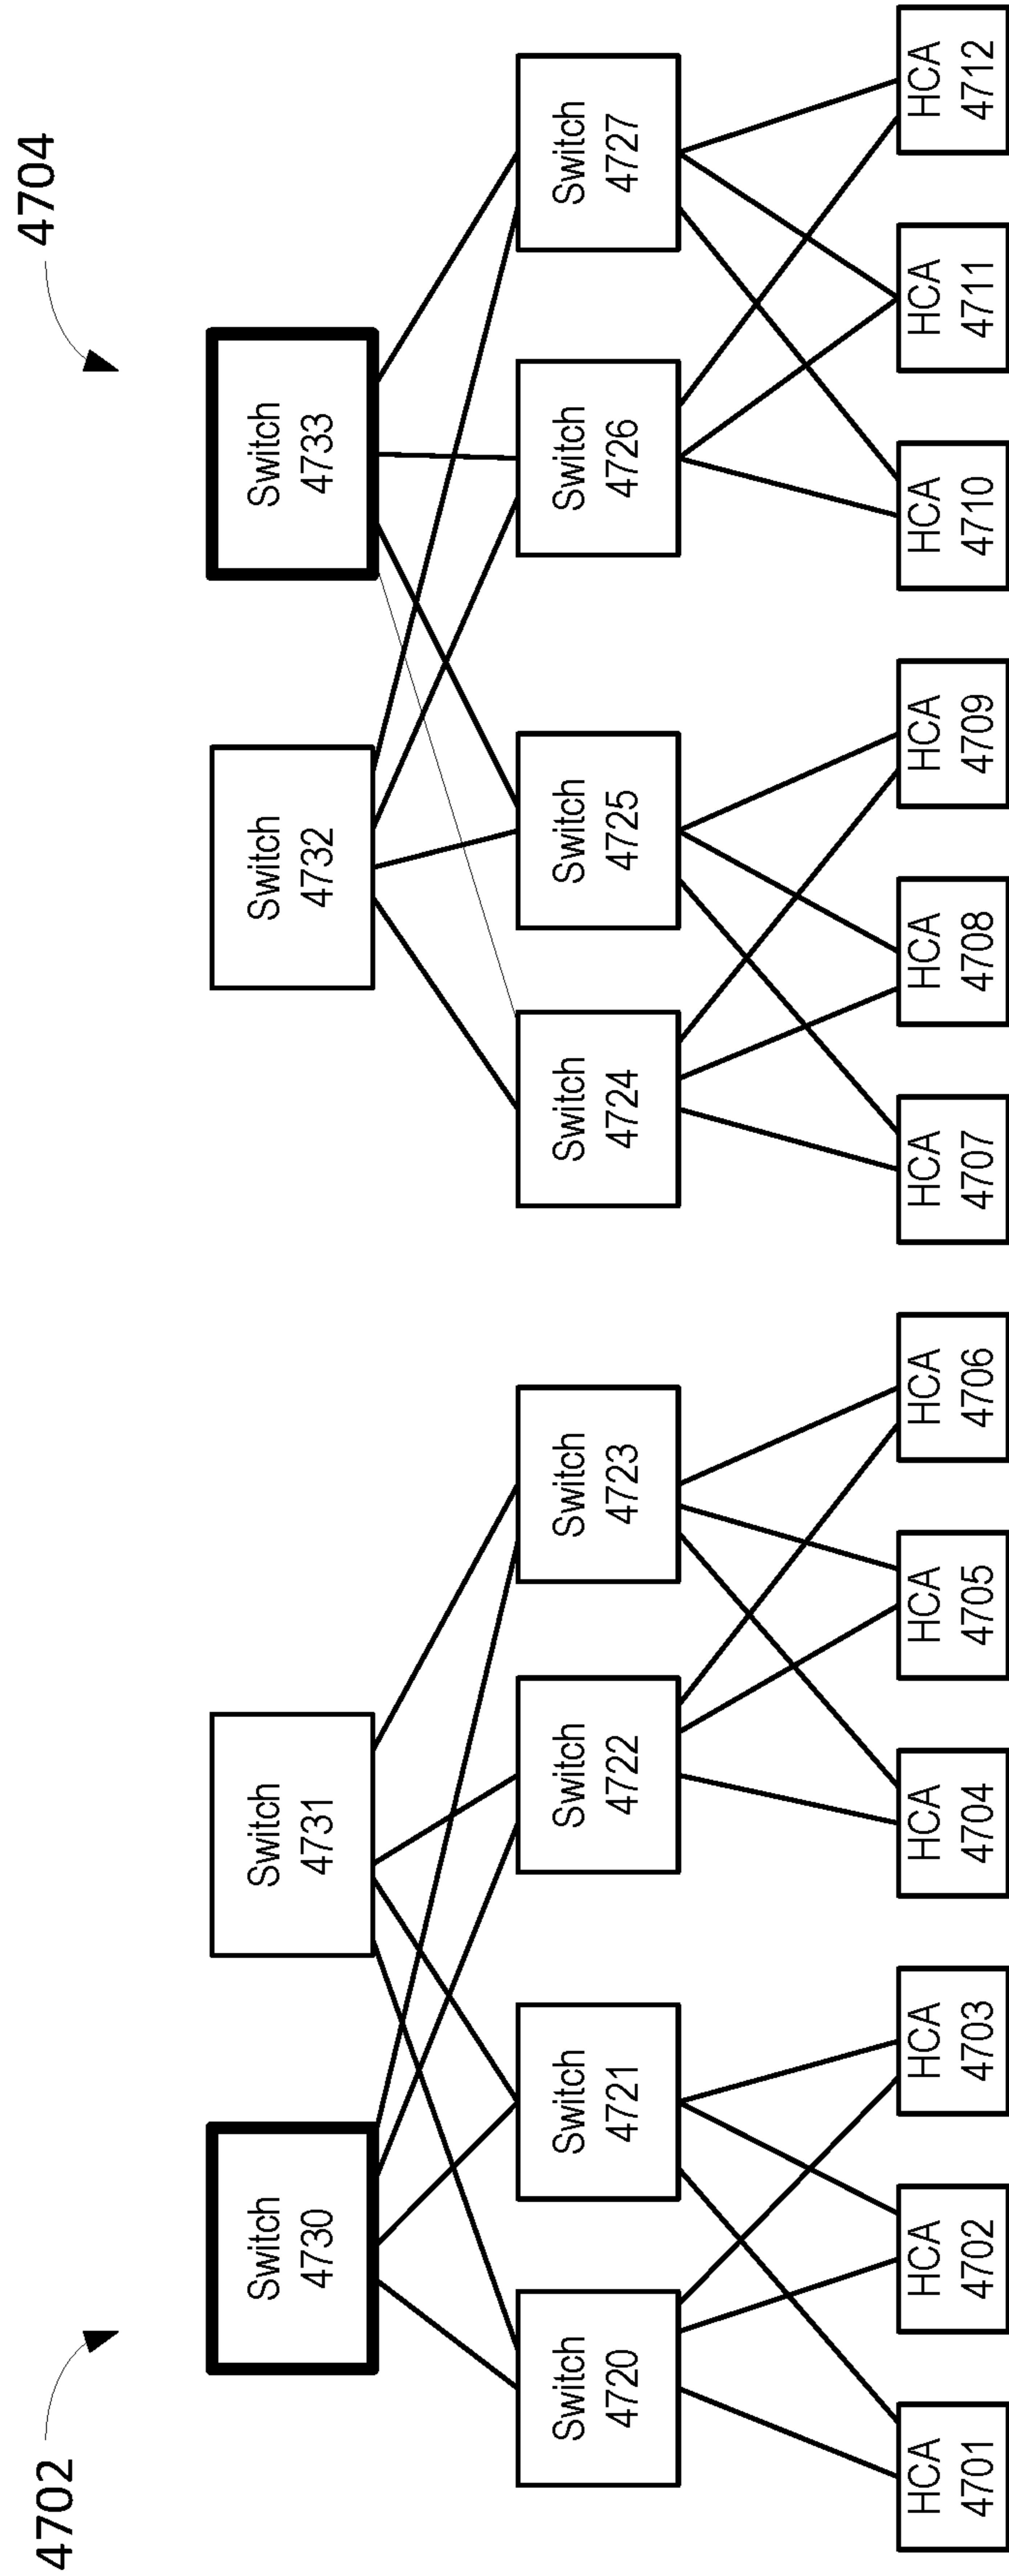 4702
4704
Switch
4730
Switch
4731
Switch
4732
Switch
4733
Switch
4720
Switch
4721
Switch
4722
Switch
4723
Switch
4724
Switch
4725
Switch
4726
Switch
4727
HCA
4701
HCA
4702
HCA
4703
HCA
4704
HCA
4705
HCA
4706
HCA
4707
HCA
4708
HCA
4709
HCA
4710
HCA
4711
HCA
4712